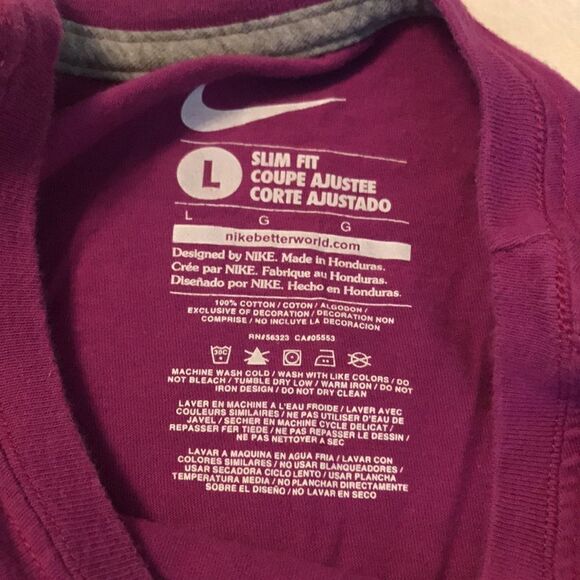 L
SLIM FIT
COUPE AJUSTEE
CORTE AJUSTADO
L G G
nikebetterworld.com
Designed by NIKE. Made in Honduras.
Crée par NIKE. Fabrique au Honduras.
Diseñado por NIKE. Hecho en Honduras.
100% COTTON / COTON / ALGODON /
EXCLUSIVE OF DECORATION / DECORATION NON
COMPRISE / NO INCLUYE LA DECORACION
RN#56323 CA#05553
30C
MACHINE WASH COLD / WASH WITH LIKE COLORS / DO
NOT BLEACH / TUMBLE DRY LOW / WARM IRON / DO NOT
IRON DESIGN / DO NOT DRY CLEAN
LAVER EN MACHINE A L'EAU FROIDE / LAVER AVEC
COULEURS SIMILAIRES / NE PAS UTILISER D'EAU DE
JAVEL / SECHER EN MACHINE CYCLE DELICAT /
REPASSER FER TIEDE / NE PAS REPASSER LE DESSIN /
NE PAS NETTOYER A SEC
LAVAR A MAQUINA EN AGUA FRIA / LAVAR CON
COLORES SIMILARES / NO USAR BLANQUEADORES /
USAR SECADORA CICLO LENTO / USAR PLANCHA
TEMPERATURA MEDIA / NO PLANCHAR DIRECTAMENTE
SOBRE EL DISEÑO / NO LAVAR EN SECO